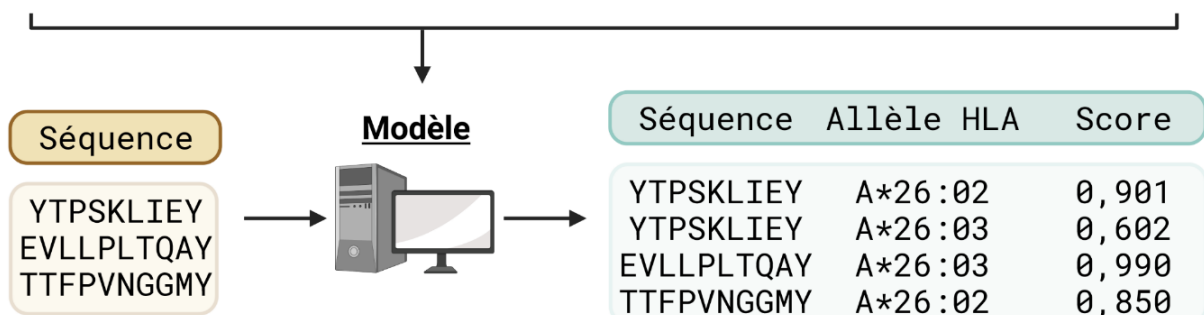 Séquence
YTPSKLIEY
EVLLPLTQAY
TTFPVNGGMY
Modèle
Séquence Allèle HLA Score
YTPSKLIEY A*26:02 0,901
YTPSKLIEY A*26:03 0,602
EVLLPLTQAY A*26:03 0,990
TTFPVNGGMY A*26:02 0,850